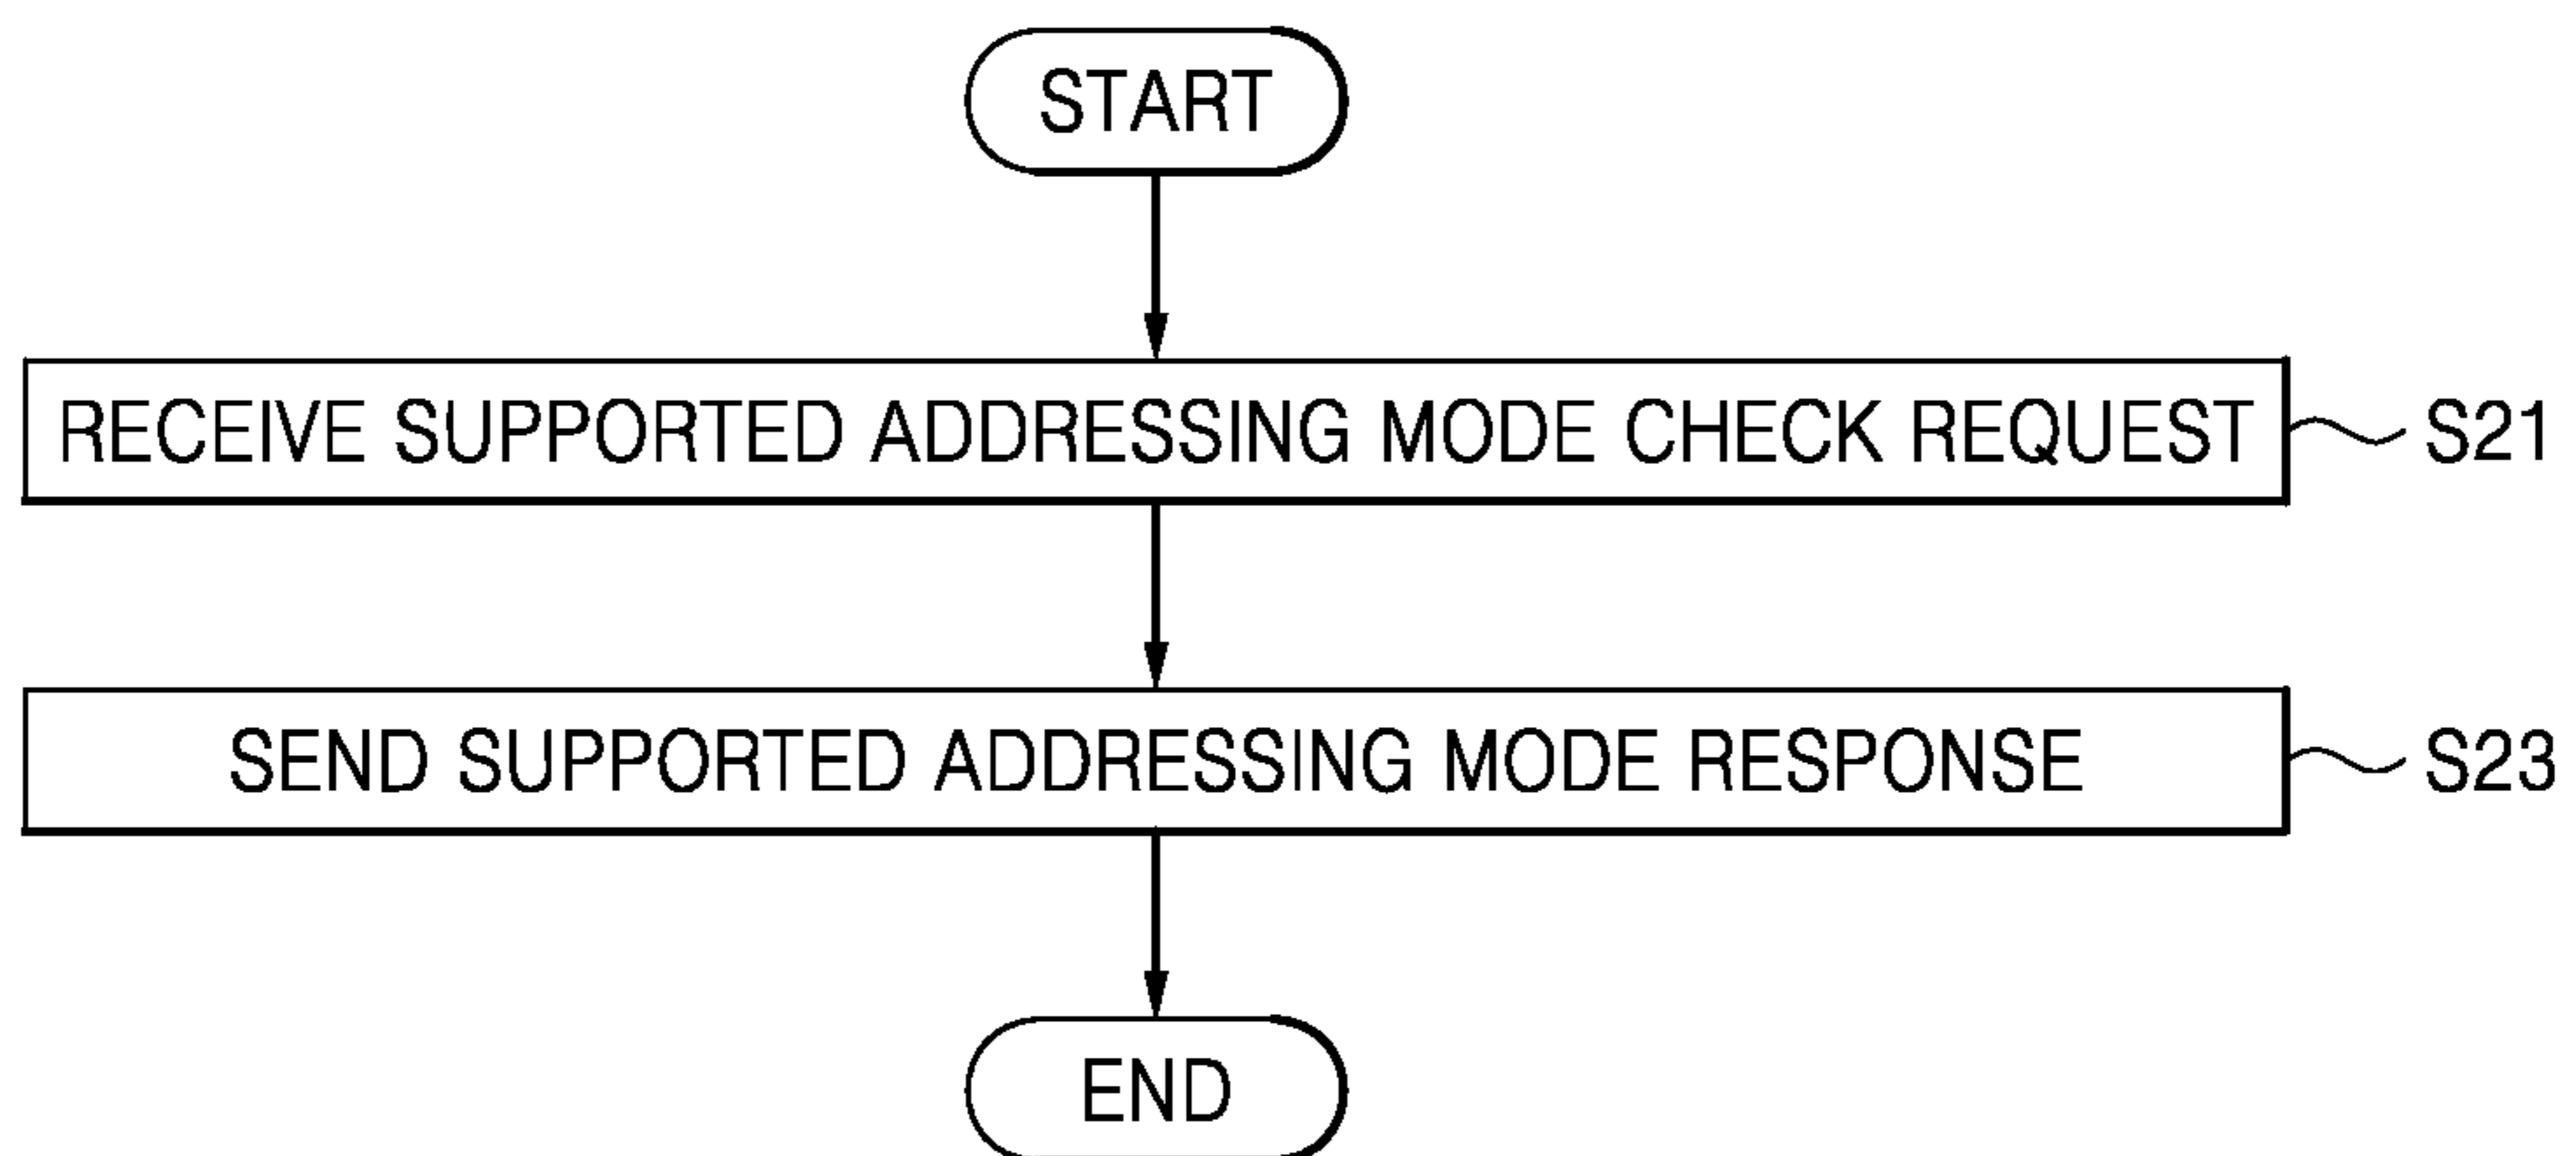 START
RECEIVE SUPPORTED ADDRESSING MODE CHECK REQUEST
S21
SEND SUPPORTED ADDRESSING MODE RESPONSE
S23
END